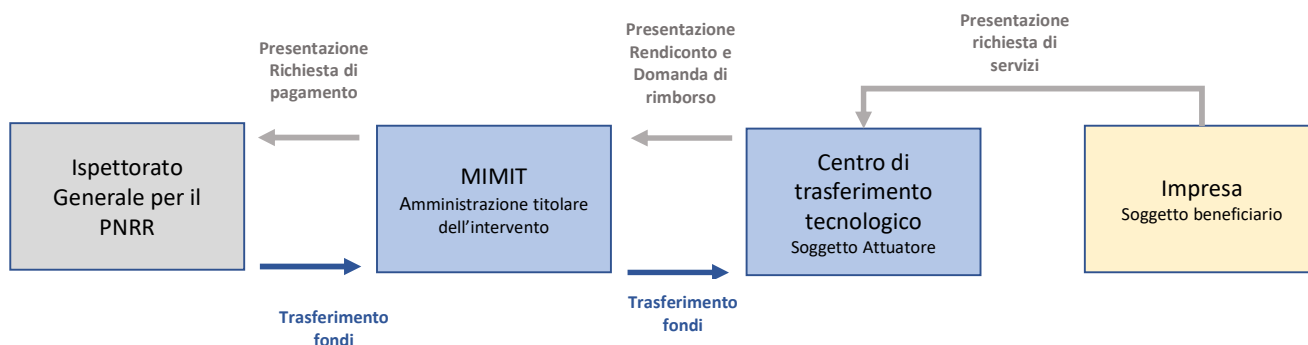 Presentazione
Richiesta di
pagamento
Presentazione
Rendiconto e
Domanda di
rimborso
Presentazione
richiesta di
servizi
Ispettorato
Generale per il
PNRR
MIMIT
Amministrazione titolare
dell'intervento
Centro di
trasferimento
tecnologico
Soggetto Attuatore
Impresa
Soggetto beneficiario
Trasferimento
fondi
Trasferimento
fondi